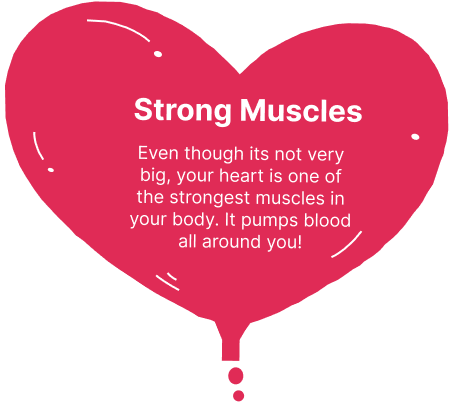 Strong Muscles
Even though its not very
big, your heart is one of
the strongest muscles in
your body. It pumps blood
all around you!